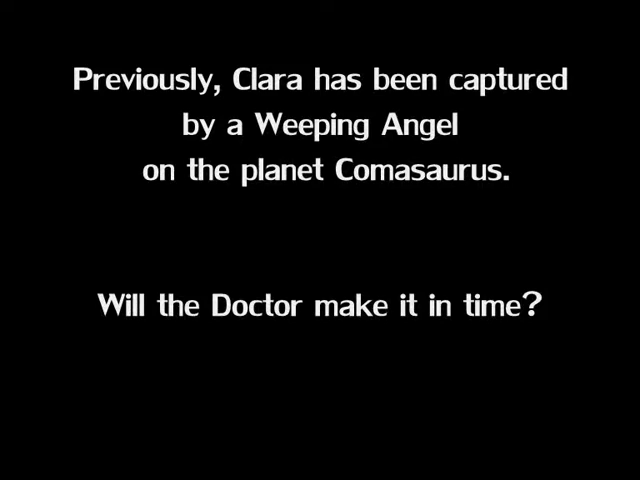 Previously, Clara has been captured
by a Weeping Angel
on the planet Comasaurus.
Will the Doctor make it in time?